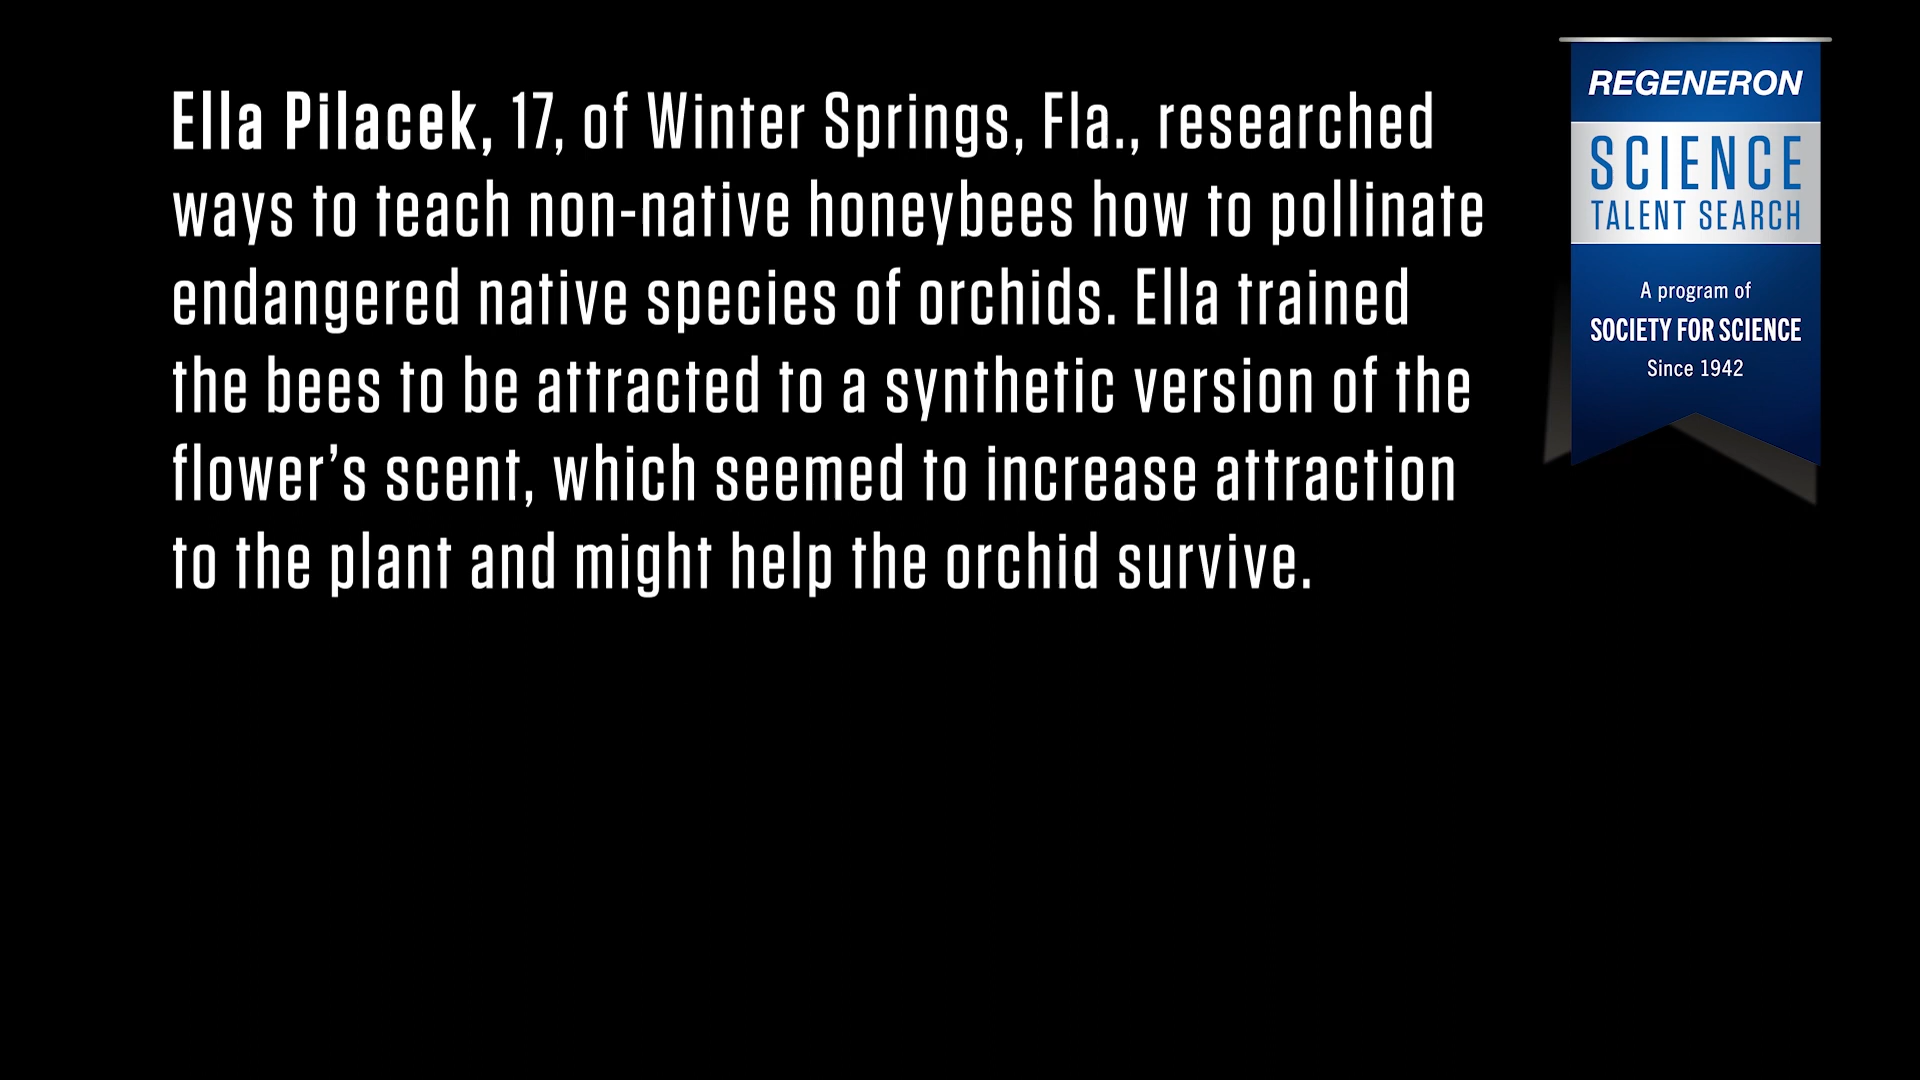 Ella Pilacek, 17, of Winter Springs, Fla., researched
ways to teach non-native honeybees how to pollinate
endangered native species of orchids. Ella trained
the bees to be attracted to a synthetic version of the
flower’s scent, which seemed to increase attraction
to the plant and might help the orchid survive.
REGENERON
SCIENCE
TALENT SEARCH
A program of
SOCIETY FOR SCIENCE
Since 1942